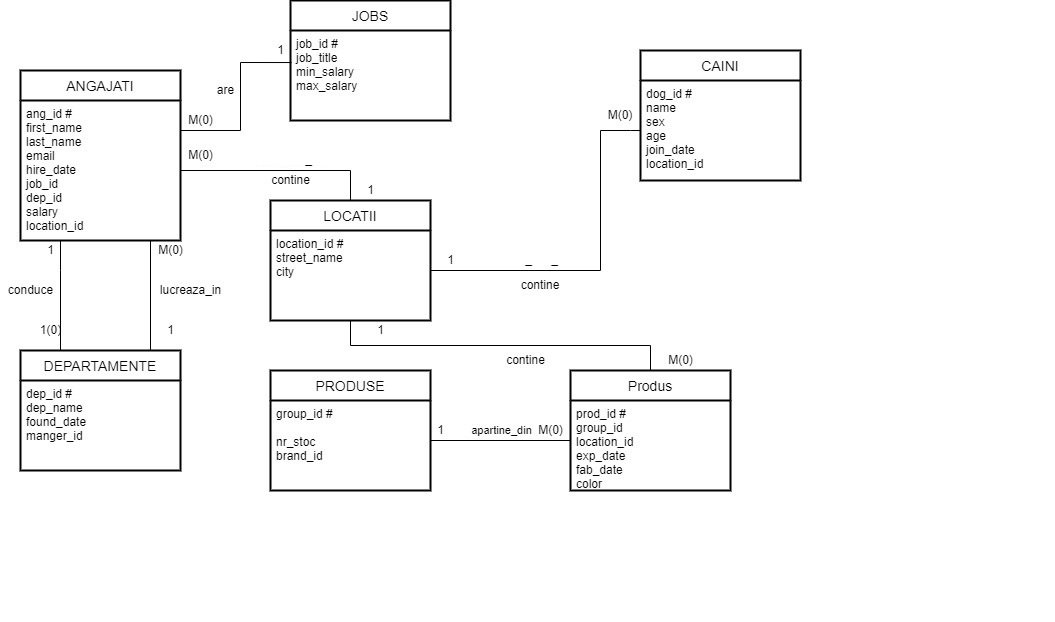 JOBS
job_id #
job_title
min_salary
max_salary
1
are
M(0)
ANGAJATI
ang_id #
first_name
last_name
email
hire_date
job_id
dep_id
salary
location_id
M(0)
contine
1
CAINI
dog_id #
name
sex
age
join_date
location_id
M(0)
LOCATII
location_id #
street_name
city
1
contine
1
conduce
1(0)
M(0)
lucreaza_in
1
1
contine
M(0)
DEPARTAMENTE
dep_id #
dep_name
found_date
manger_id
PRODUSE
group_id #
nr_stoc
brand_id
1
apartine_din
M(0)
Produs
prod_id #
group_id
location_id
exp_date
fab_date
color